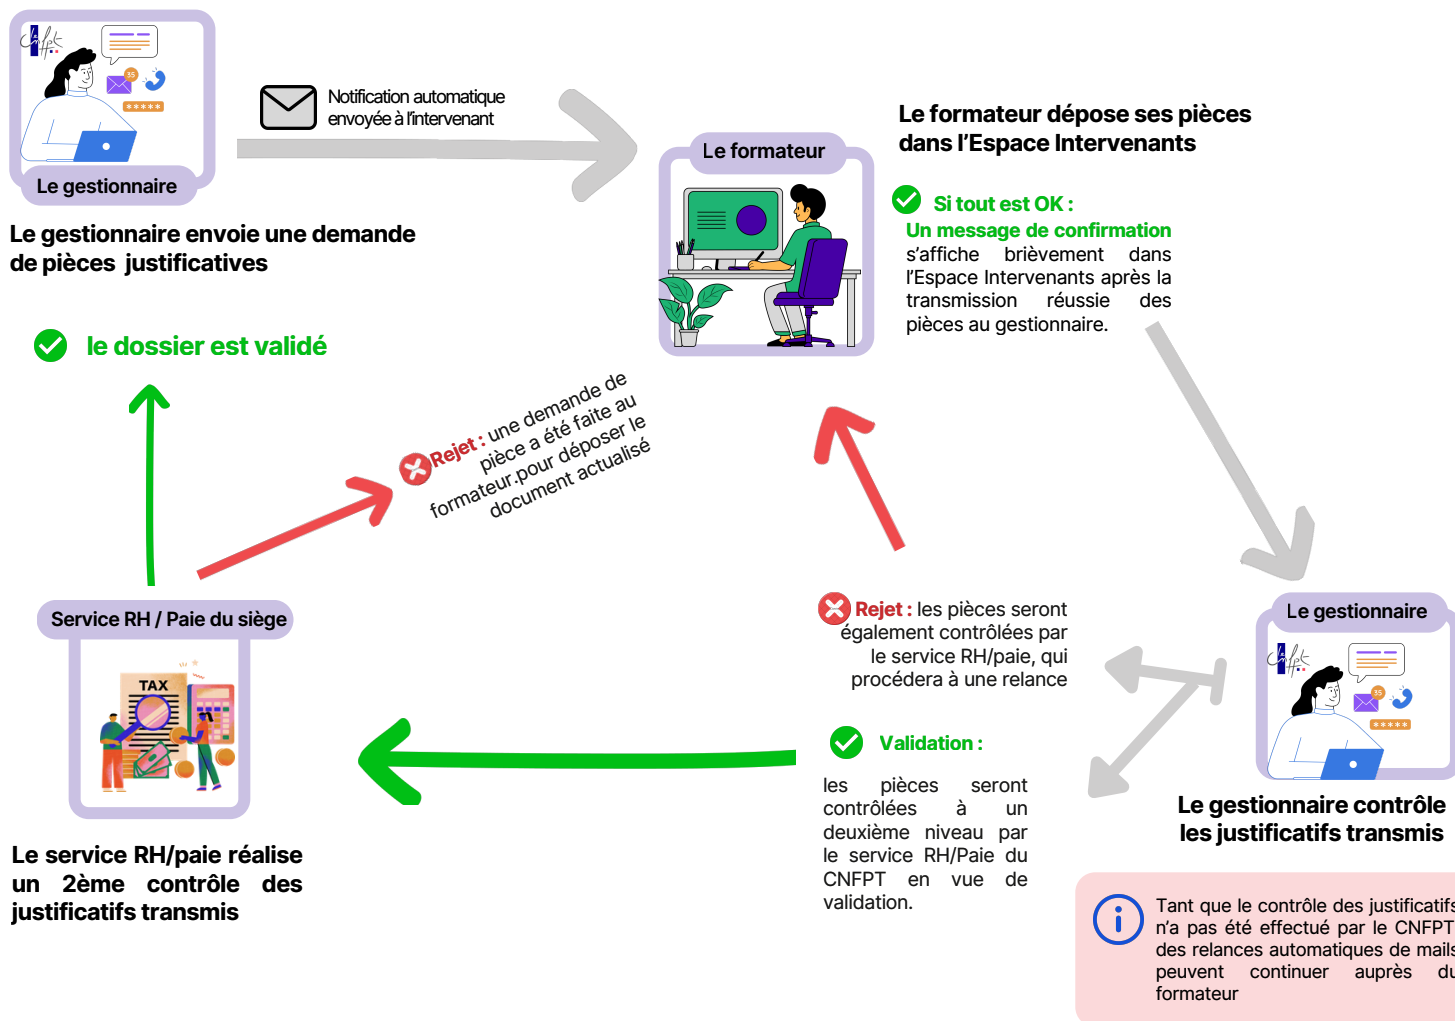 Cnfpt
35
*****
Le gestionnaire
Le gestionnaire envoie une demande
de pièces justificatives
Notification automatique
envoyée à l'intervenant
Le formateur
Le formateur dépose ses pièces
dans l'Espace Intervenants
Si tout est OK :
Un message de confirmation
s'affiche brièvement dans
l'Espace Intervenants après la
transmission réussie des
pièces au gestionnaire.
le dossier est validé
Rejet : une demande de
pièce a été faite au
formateur.pour déposer le
document actualisé
Service RH / Paie du siège
TAX
Le service RH/paie réalise
un 2ème contrôle des
justificatifs transmis
Rejet : les pièces seront
également contrôlées par
le service RH/paie, qui
procédera à une relance
Validation :
les pièces seront
contrôlées à un
deuxième niveau par
le service RH/Paie du
CNFPT en vue de
validation.
Le gestionnaire
Cnfpt
35
*****
Le gestionnaire contrôle
les justificatifs transmis
Tant que le contrôle des justificatifs
n'a pas été effectué par le CNFPT
des relances automatiques de mails
peuvent continuer auprès du
formateur